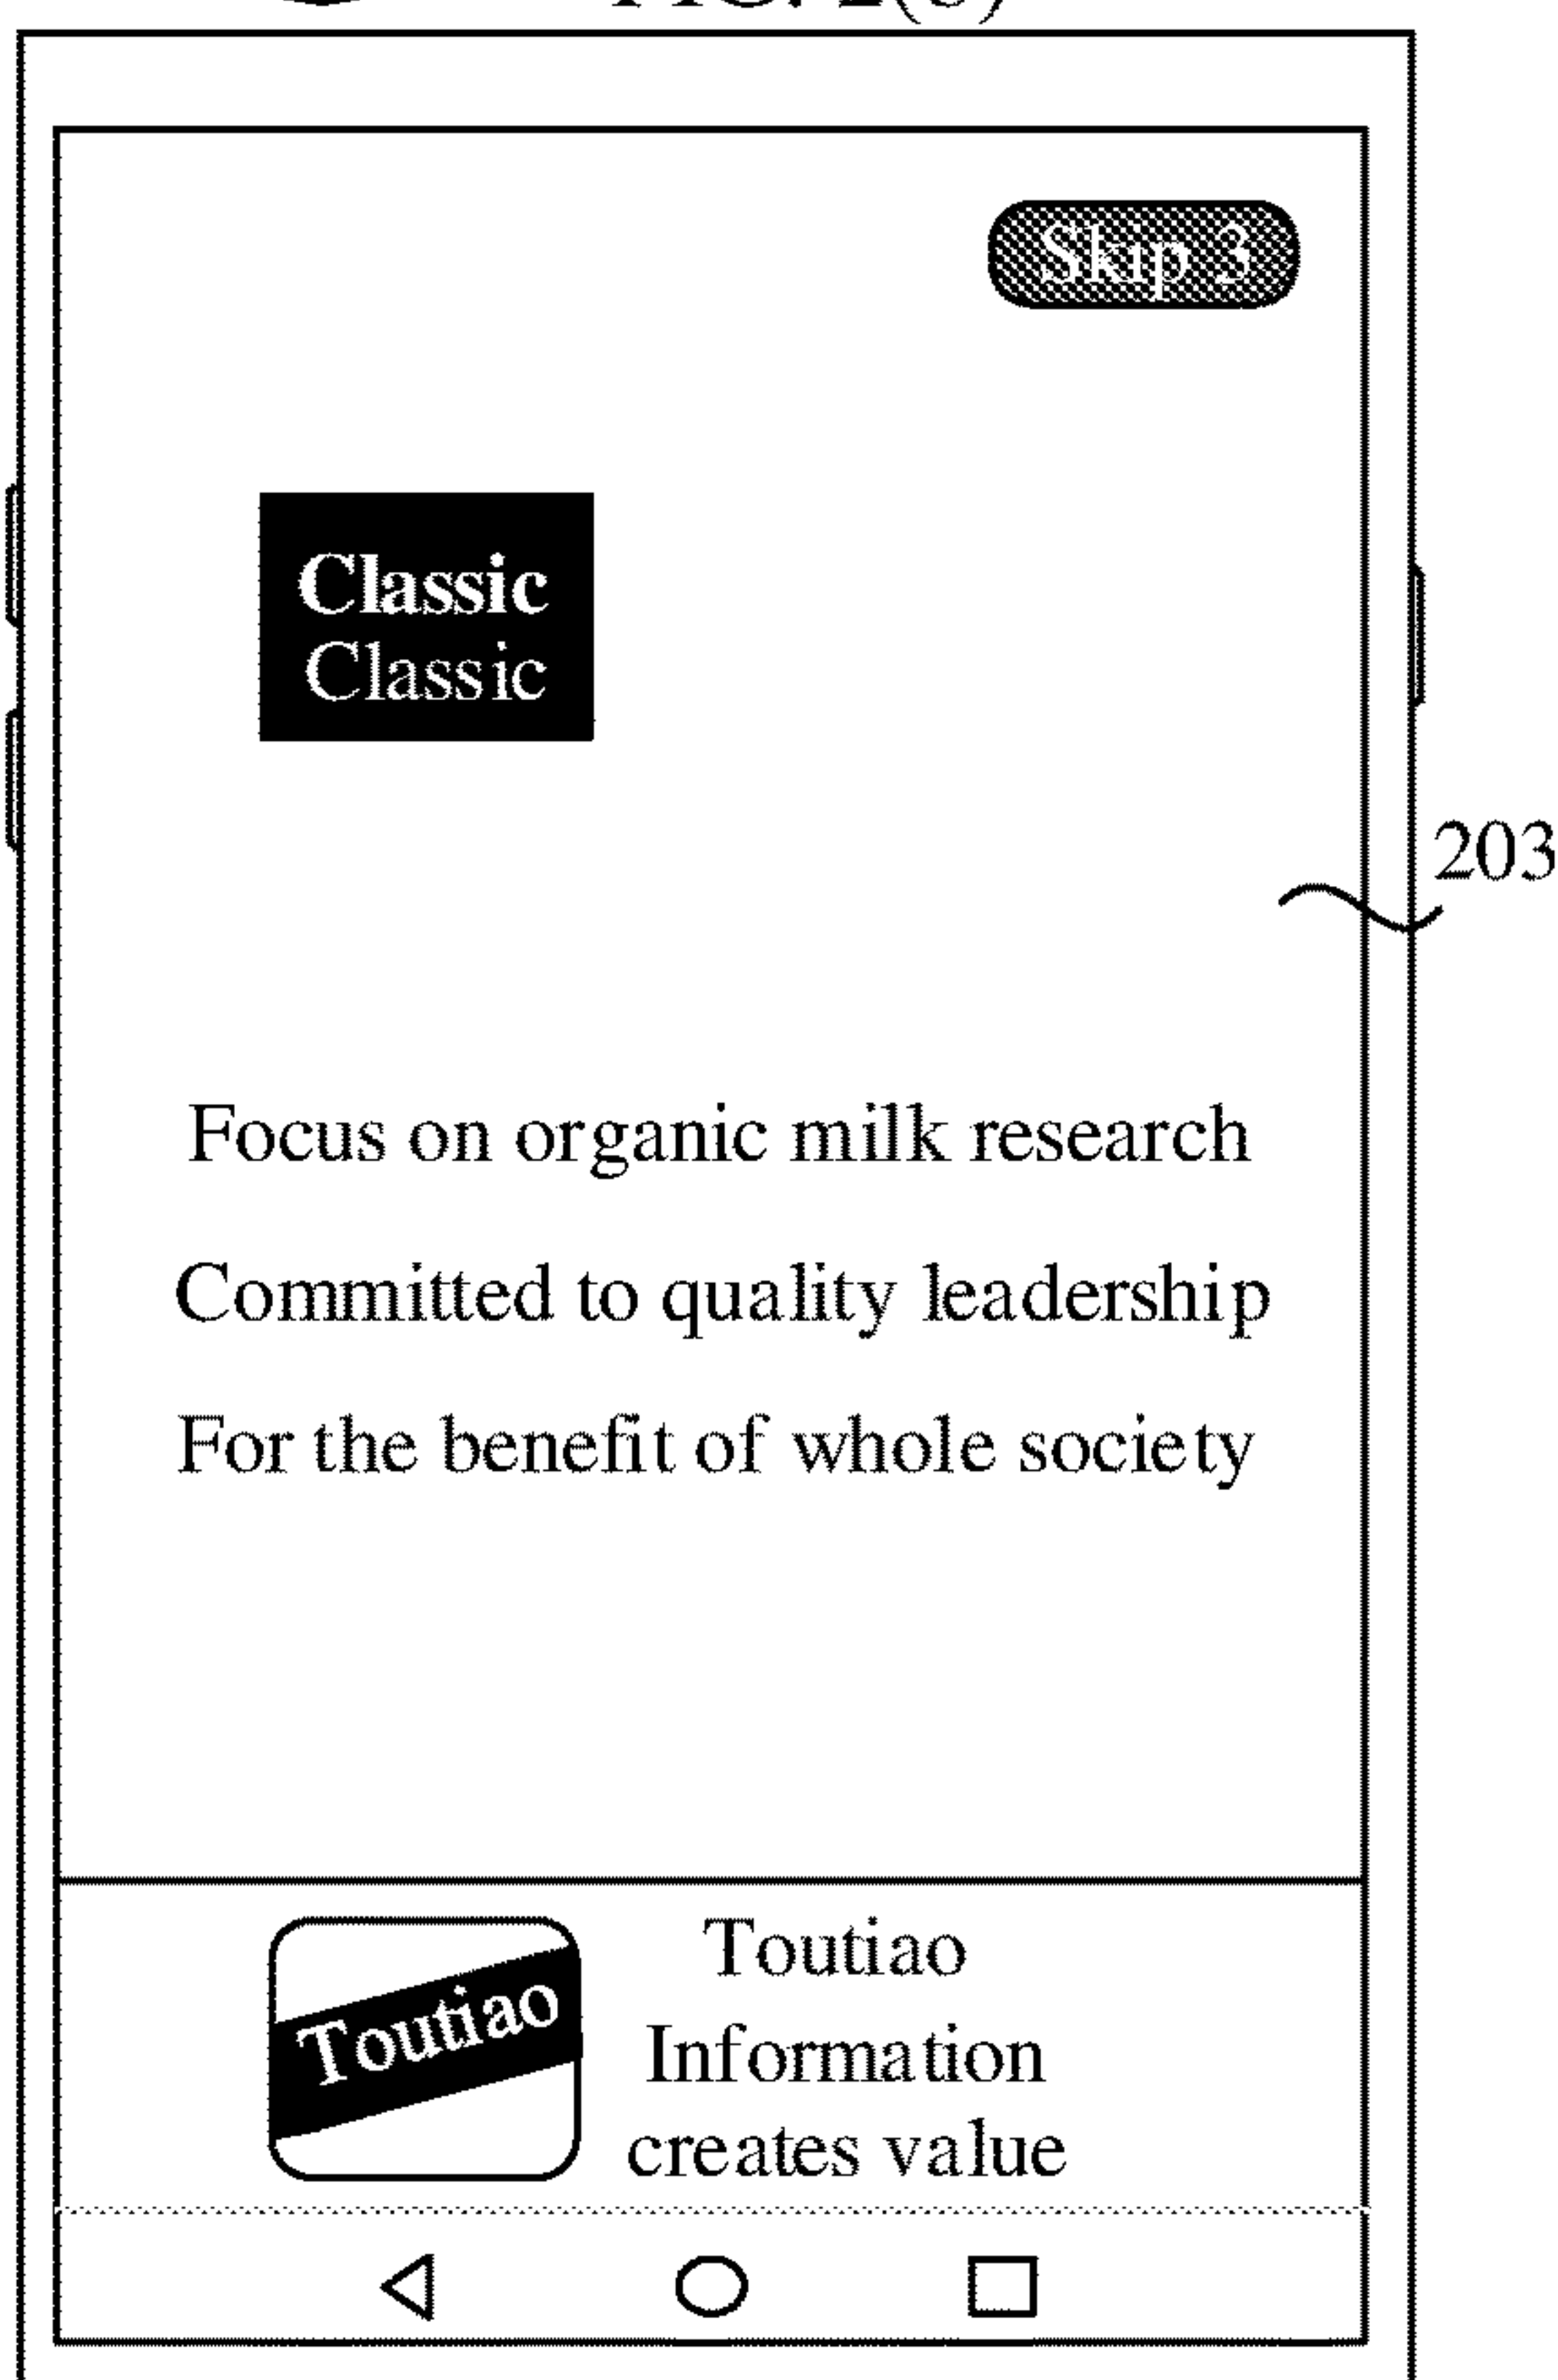 Skip 3
Classic
Classic
203
Focus on organic milk research
Committed to quality leadership
For the benefit of whole society
Toutiao
Toutiao
Information
creates value